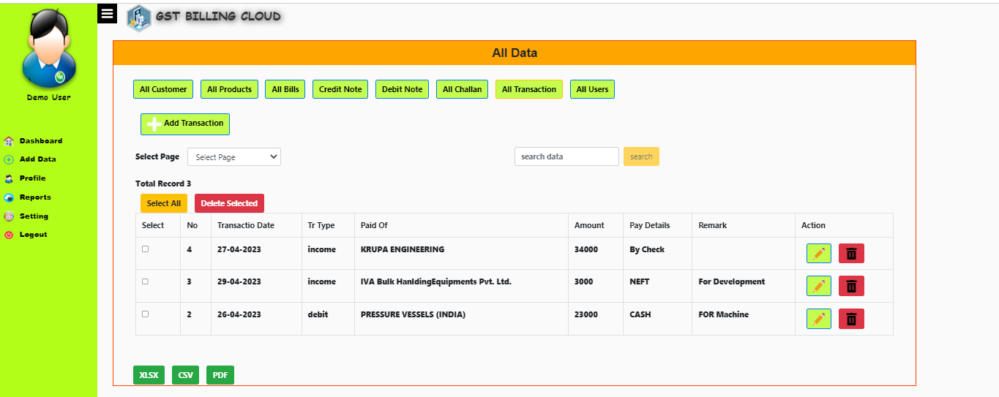 GST BILLING CLOUD
Demo User
Dashboard
Add Data
Profile
Reports
Setting
Logout
All Data
All Customer All Products All Bills Credit Note Debit Note All Challan All Transaction All Users
Add Transaction
Select Page Select Page search data search
Total Record 3
Select All Delete Selected
Select No Transactio Date Tr Type Paid Of Amount Pay Details Remark Action
4 27-04-2023 income KRUPA ENGINEERING 34000 By Check
3 29-04-2023 income IVA Bulk HanldingEquipments Pvt. Ltd. 3000 NEFT For Development
2 26-04-2023 debit PRESSURE VESSELS (INDIA) 23000 CASH FOR Machine
XLSX CSV PDF